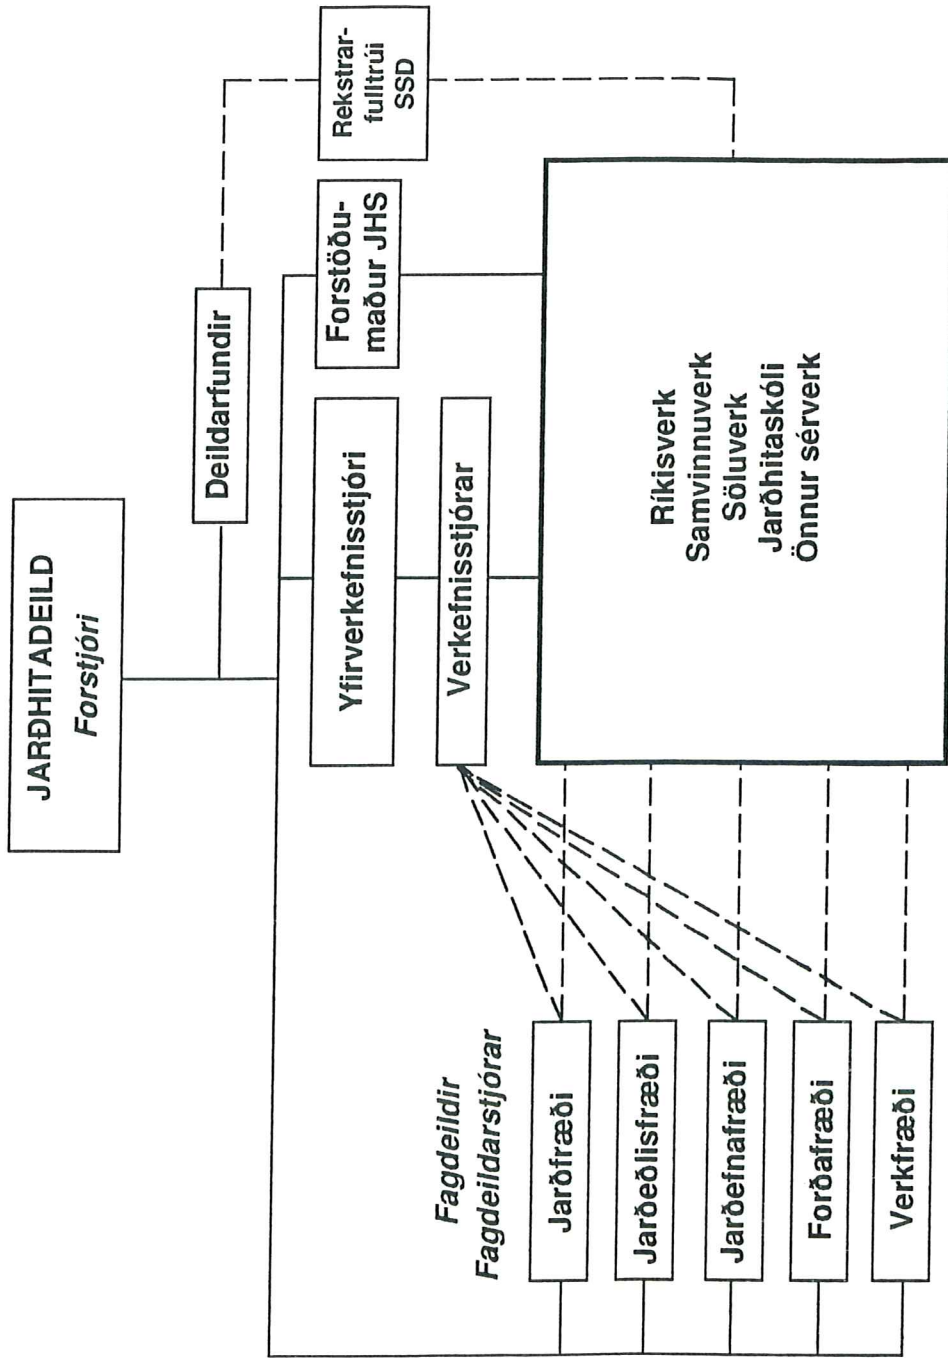 JARÐHITADEILD
Forstjóri
Deildarfundir
Rekstrar-
fulltrúi
SSD
Forstöðu-
maður JHS
Yfirverkefnisstjóri
Verkefnisstjórar
Fagdeildir
Fagdeildarstjórar
Jarðfræði
Jarðeðlisfræði
Jarðefnafræði
Forðafræði
Verkfræði
Ríkisverk
Samvinnuverk
Söluverk
Jarðhitaskóli
Önnur sérverk